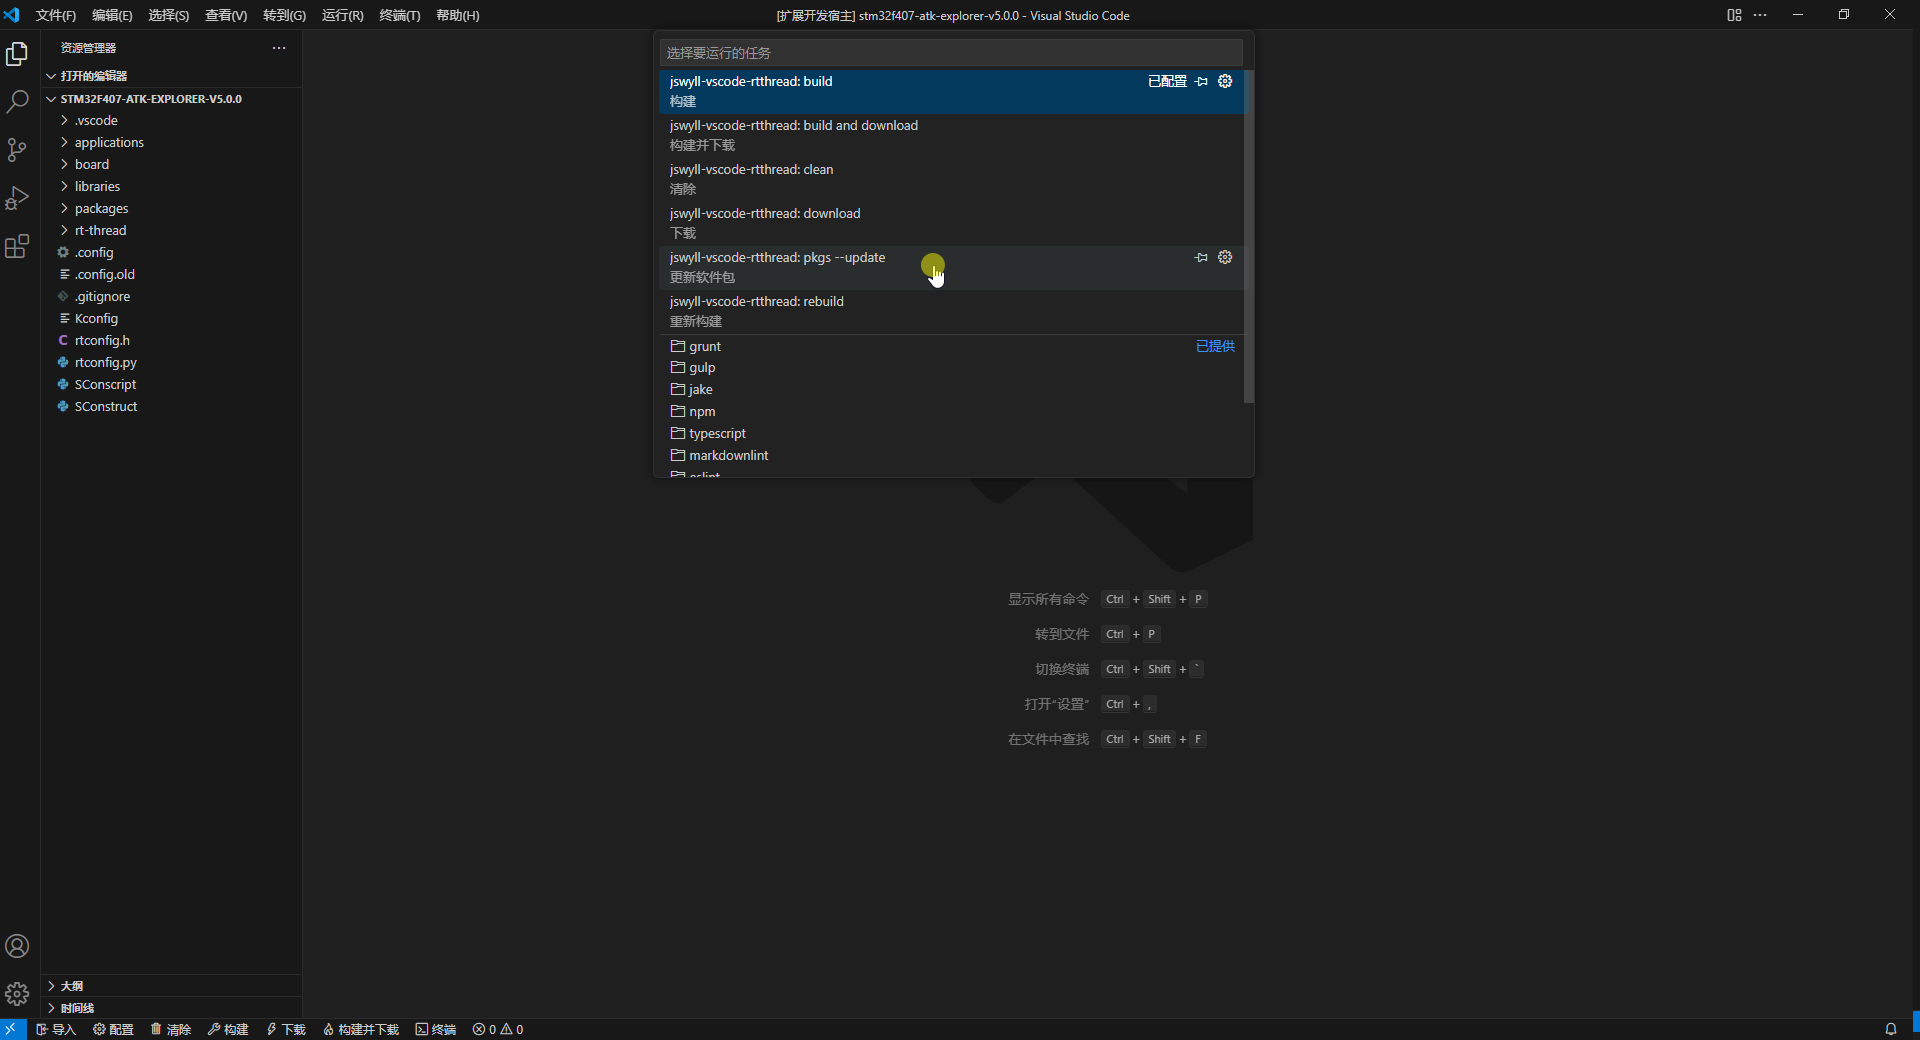 文件(F) 编辑(E) 选择(S) 查看(V) 转到(G) 运行(R) 终端(T) 帮助(H)
[扩展开发宿主] stm32f407-atk-explorer-v5.0.0 - Visual Studio Code
资源管理器
打开的编辑器
STM32F407-ATK-EXPLORER-V5.0.0
.vscode
applications
board
libraries
packages
rt-thread
.config
.config.old
.gitignore
Kconfig
rtconfig.h
rtconfig.py
SConscript
SConstruct
大纲
时间线
选择要运行的任务
jswyll-vscode-rtthread: build 已配置
构建
jswyll-vscode-rtthread: build and download
构建并下载
jswyll-vscode-rtthread: clean
清除
jswyll-vscode-rtthread: download
下载
jswyll-vscode-rtthread: pkgs --update
更新软件包
jswyll-vscode-rtthread: rebuild
重新构建
grunt 已提供
gulp
jake
npm
typescript
markdownlint
eslint
显示所有命令 Ctrl + Shift + P
转到文件 Ctrl + P
切换终端 Ctrl + Shift + `
打开"设置" Ctrl + ,
在文件中查找 Ctrl + Shift + F
导入 配置 清除 构建 下载 构建并下载 终端 0 0